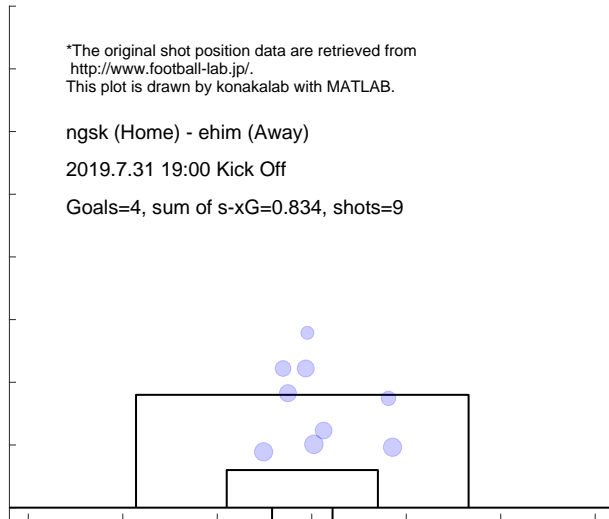 *The original shot position data are retrieved from
http://www.football-lab.jp/.
This plot is drawn by konakalab with MATLAB.
ngsk (Home) - ehim (Away)
2019.7.31 19:00 Kick Off
Goals=4, sum of s-xG=0.834, shots=9